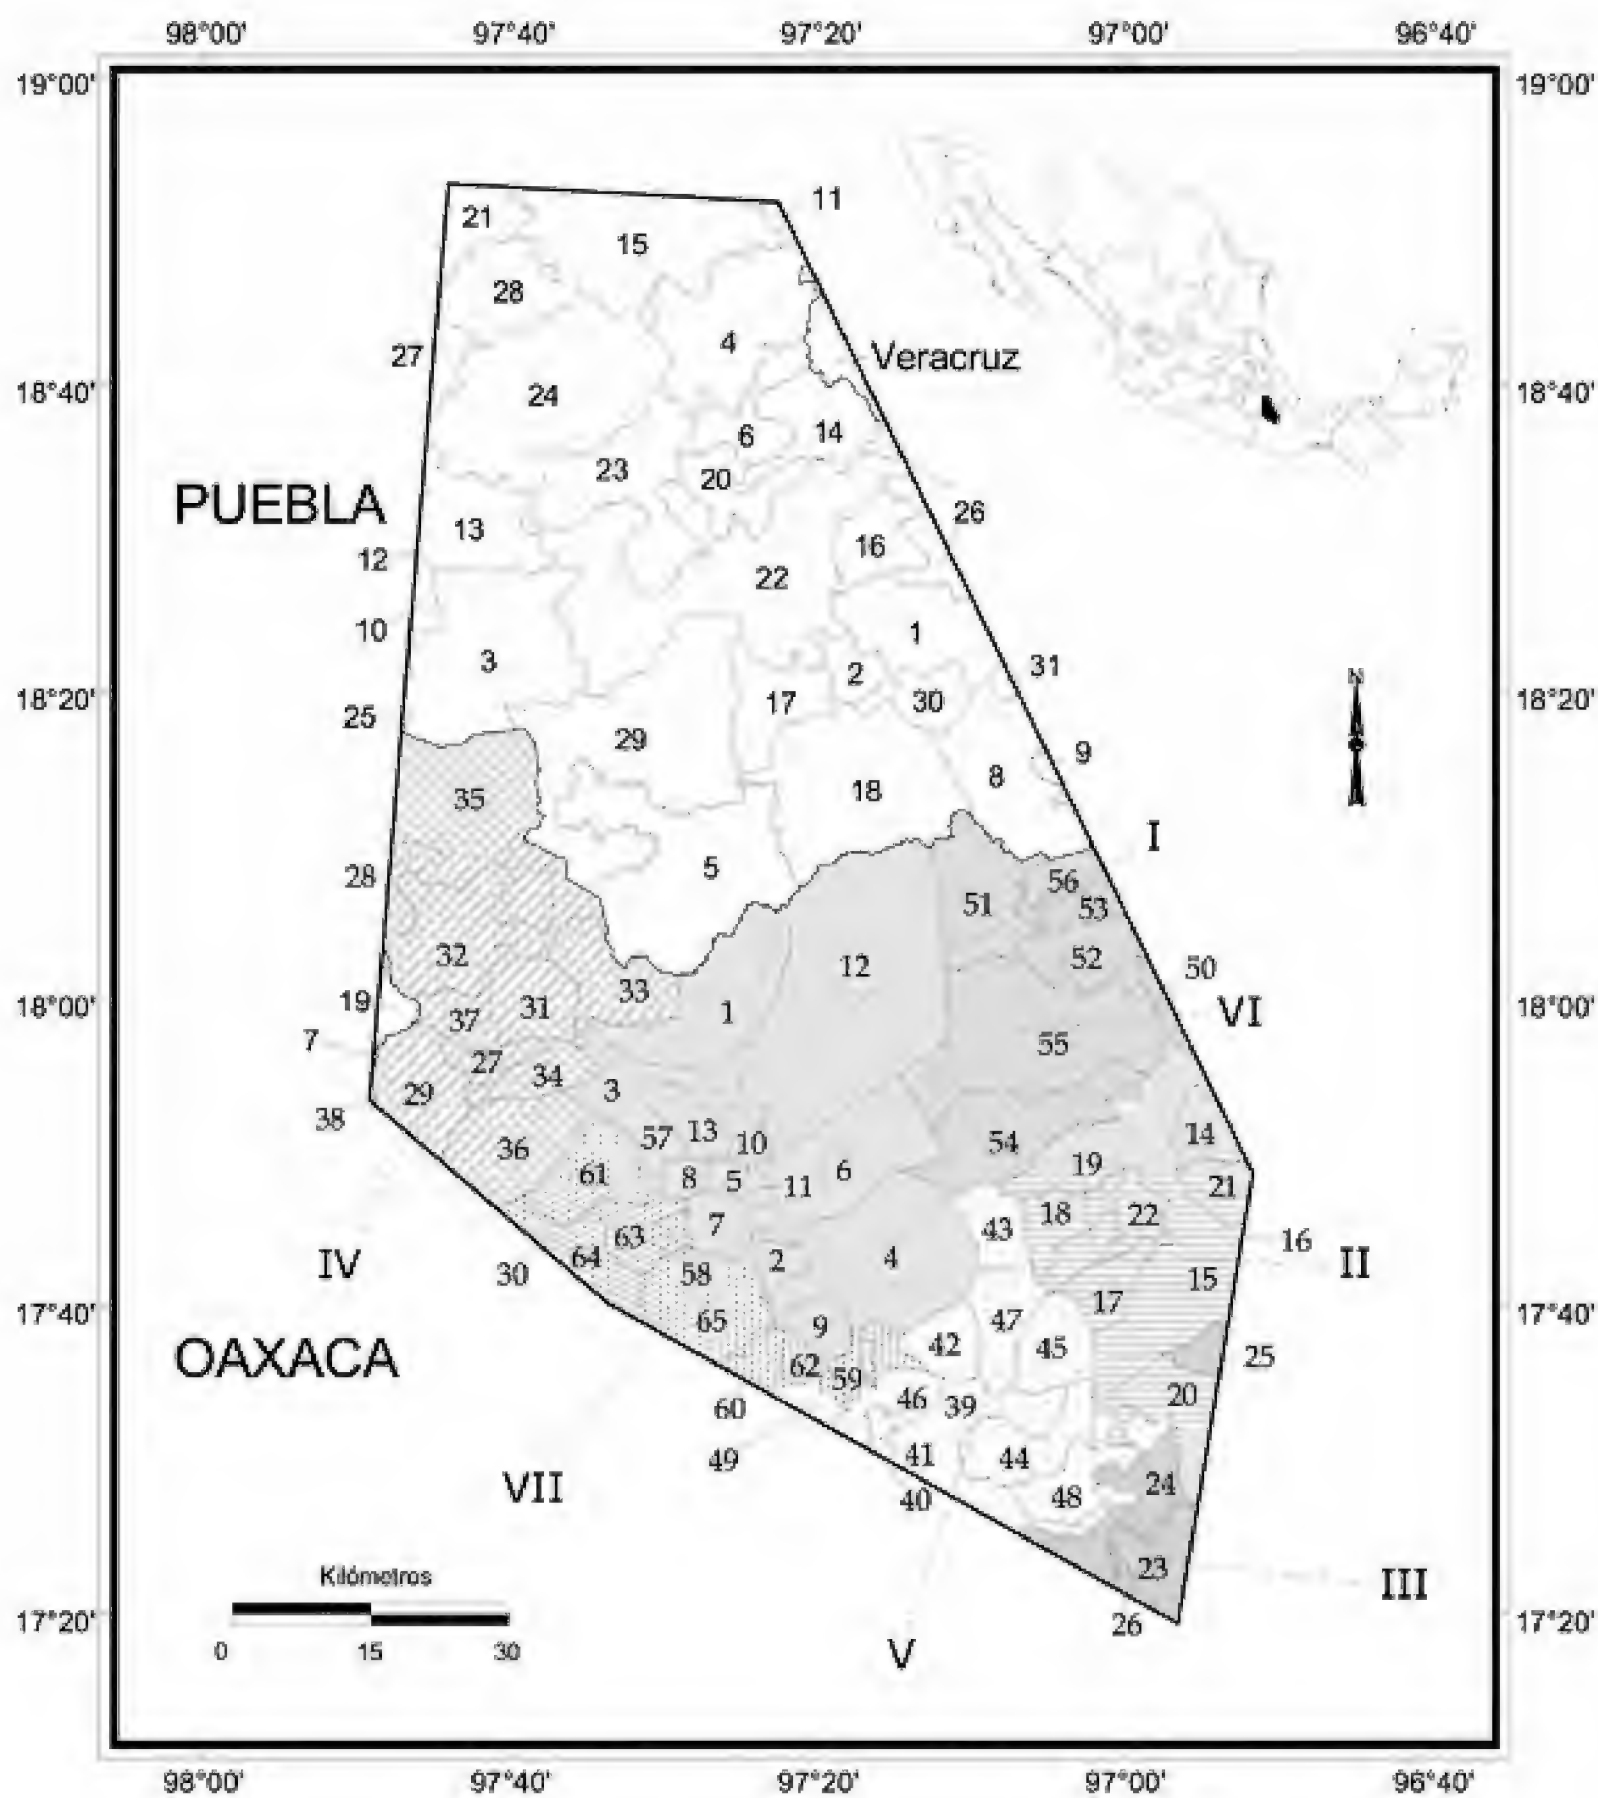 98°00' 97°40' 97°20' 97°00' 96°40'
19°00' 19°00'
11
21
15
28
4
27 Veracruz
18°40' 18°40'
24
6 14
23 20
PUEBLA 26
13
16
12
22
10 1
3 31
2
18°20' 17 30 18°20'
25
29 9
8
35 18
I
5
28 56
51 53
32 12 52 50
33
19 31 1 VI
18°00' 18°00'
37
7 55
27 34
29 3
38 13 14
57 10 54
36 19
61 8 5 11 6 21
7 18 22
63 43 16
64 2 4 II
IV 58 15
30 17
17°40' 65 9 47 17°40'
42 45
OAXACA 62 59 25
46 39 20
60
49 41 44
VII 40 48 24
Kilómetros 23 III
17°20' 26 17°20'
0 15 30 V
98°00' 97°40' 97°20' 97°00' 96°40'
N